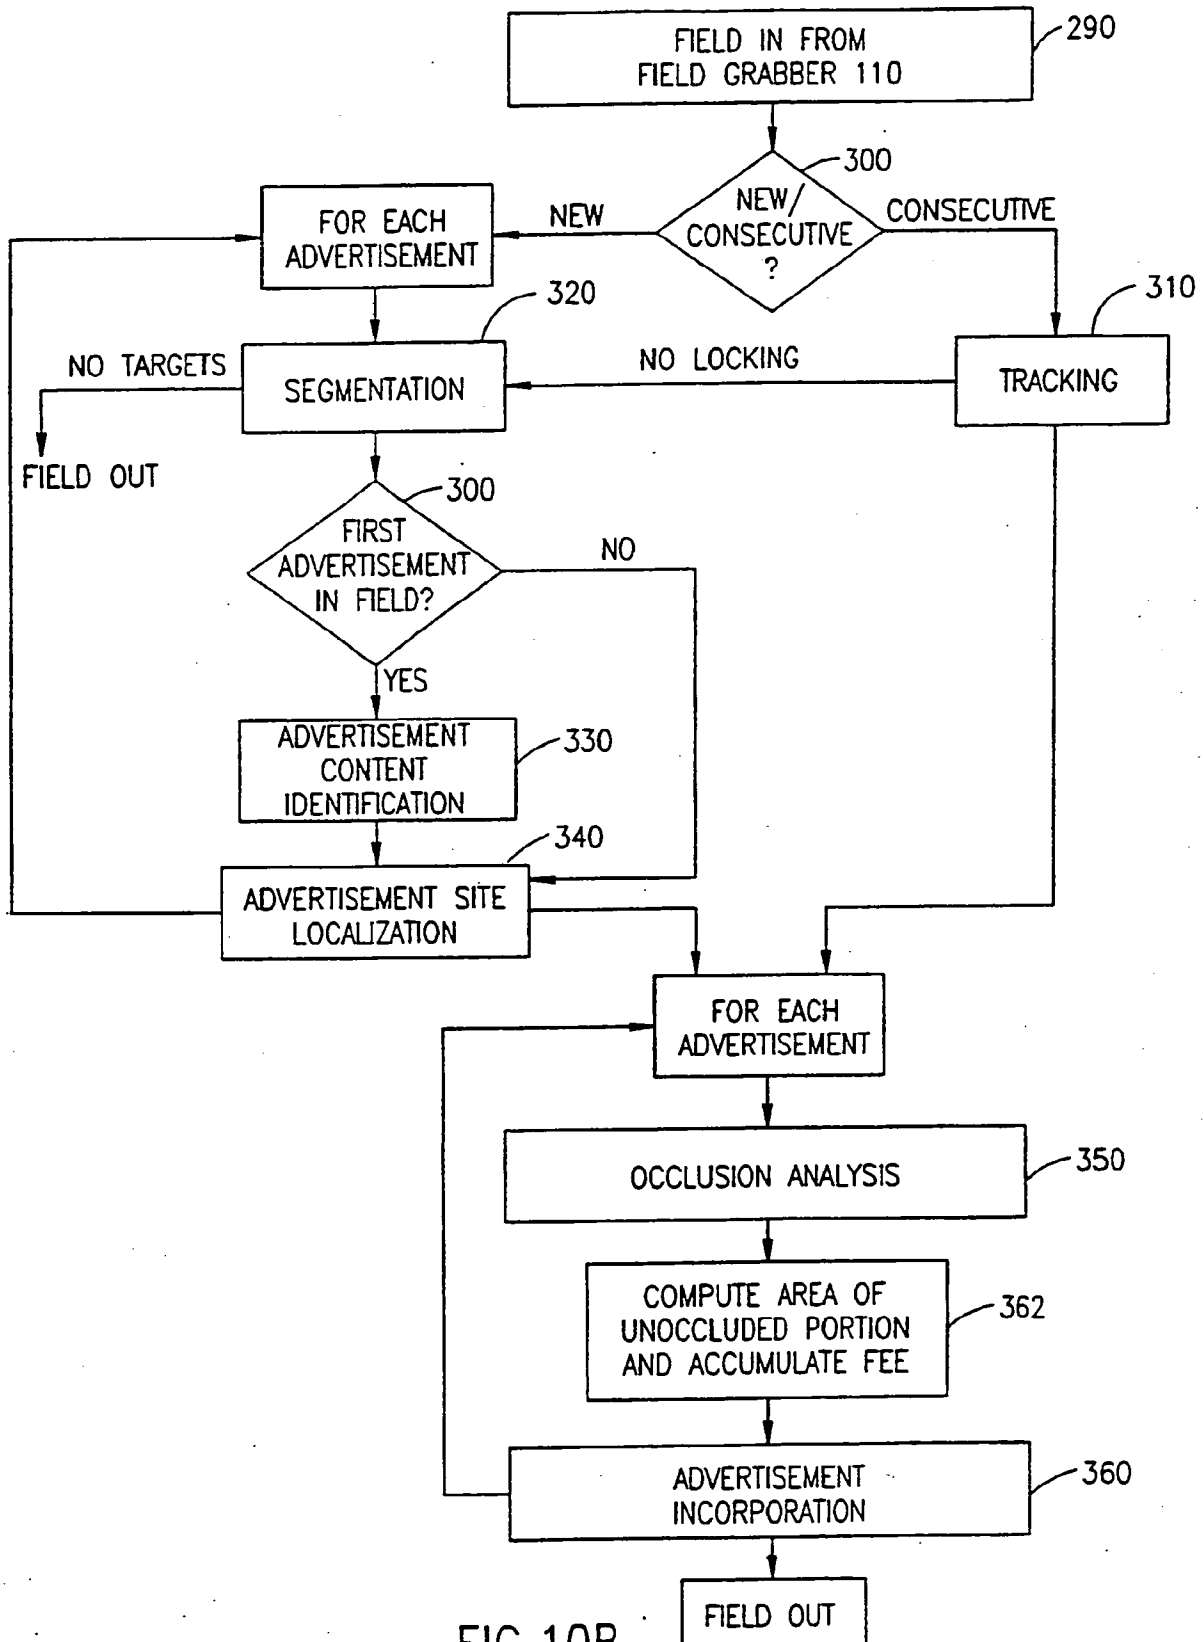 FIELD IN FROM
FIELD GRABBER 110
290
300
NEW/
CONSECUTIVE
?
NEW
CONSECUTIVE
FOR EACH
ADVERTISEMENT
320
310
NO TARGETS
SEGMENTATION
NO LOCKING
TRACKING
FIELD OUT
300
FIRST
ADVERTISEMENT
IN FIELD?
NO
YES
ADVERTISEMENT
CONTENT
IDENTIFICATION
330
340
ADVERTISEMENT SITE
LOCALIZATION
FOR EACH
ADVERTISEMENT
OCCLUSION ANALYSIS
350
COMPUTE AREA OF
UNOCCLUDED PORTION
AND ACCUMULATE FEE
362
ADVERTISEMENT
INCORPORATION
360
FIELD OUT
FIG. 10B